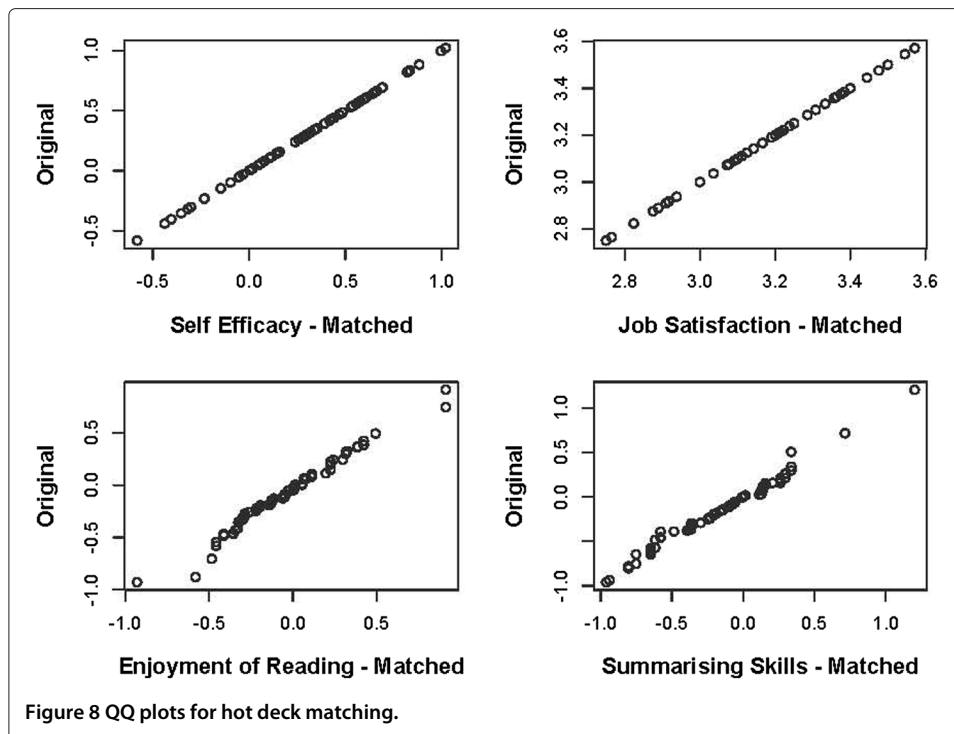 1.0
0.5
0.0
-0.5
Original
-0.5 0.0 0.5 1.0
Self Efficacy - Matched
3.6
3.4
3.2
3.0
2.8
Original
2.8 3.0 3.2 3.4 3.6
Job Satisfaction - Matched
0.5
0.0
-0.5
-1.0
Original
-1.0 -0.5 0.0 0.5
Enjoyment of Reading - Matched
1.0
0.5
0.0
-1.0
Original
-1.0 -0.5 0.0 0.5 1.0
Summarising Skills - Matched
Figure 8 QQ plots for hot deck matching.